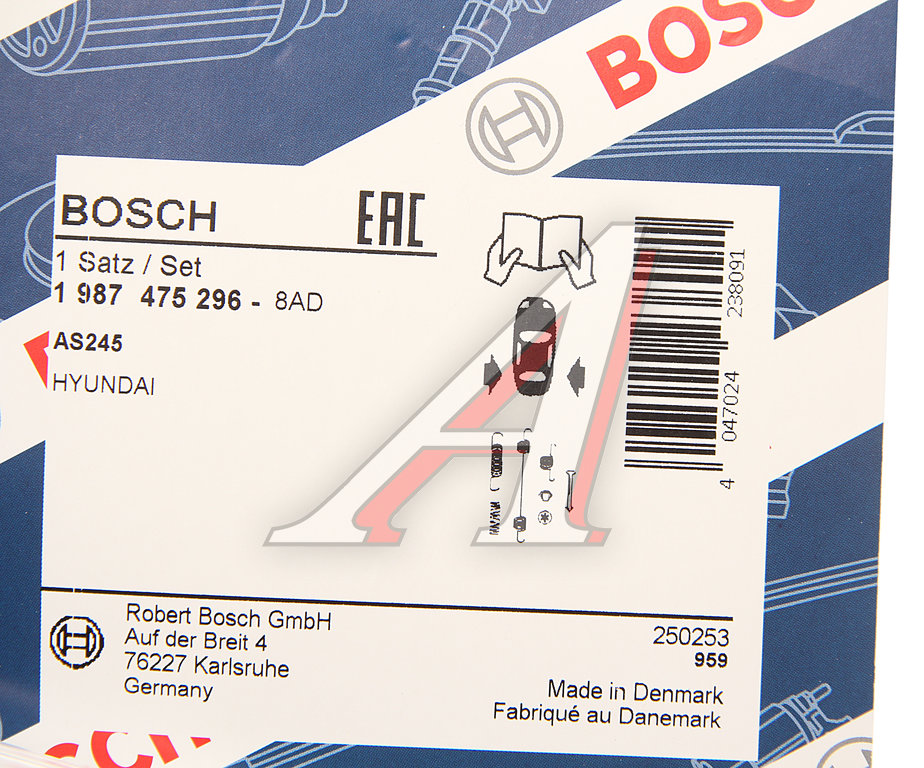 BOSCH
BOSCH EAC
1 Satz / Set
1 987 475 296 - 8AD
AS245
HYUNDAI
4 047024 238091
Robert Bosch GmbH
Auf der Breit 4
76227 Karlsruhe
Germany
250253
959
Made in Denmark
Fabriqué au Danemark